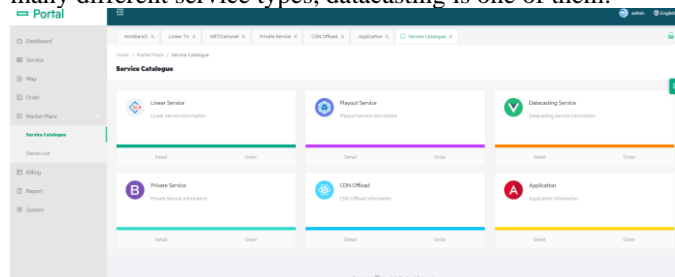 many different service types, datacasting is one of them.
Portal
admin English
Workbench X Linear TV X NRT/Carousel X Private Service X CDN Offload X Application X Service Catalogue X
Home / Market Place / Service Catalogue
Service Catalogue
Dashboard
Service
Map
Order
Market Place
Service Catalogue
Station List
Billing
Report
System
Linear Service
Linear Service Information
Detail Order
Playout Service
Playout Service Information
Detail Order
Datacasting Service
Datacasting Service Information
Detail Order
B
Private Service
Private Service Information
Detail Order
CDN Offload
CDN Offload Information
Detail Order
A
Application
Application Information
Detail Order